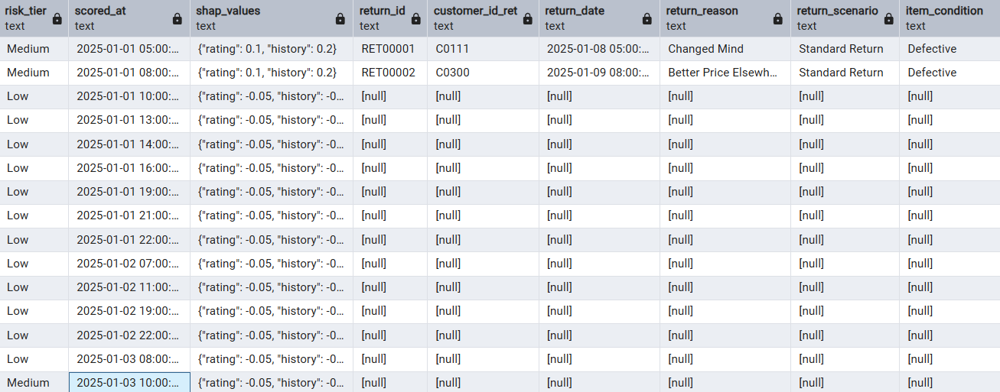 risk_tier scored_at shap_values return_id customer_id_ret return_date return_reason return_scenario item_condition
text text text text text text text text text
Medium 2025-01-01 05:00:... {"rating": 0.1, "history": 0.2} RET00001 C0111 2025-01-08 05:00:... Changed Mind Standard Return Defective
Medium 2025-01-01 08:00:... {"rating": 0.1, "history": 0.2} RET00002 C0300 2025-01-09 08:00:... Better Price Elsewh... Standard Return Defective
Low 2025-01-01 10:00:... {"rating": -0.05, "history": -0... [null] [null] [null] [null] [null] [null]
Low 2025-01-01 13:00:... {"rating": -0.05, "history": -0... [null] [null] [null] [null] [null] [null]
Low 2025-01-01 14:00:... {"rating": -0.05, "history": -0... [null] [null] [null] [null] [null] [null]
Low 2025-01-01 16:00:... {"rating": -0.05, "history": -0... [null] [null] [null] [null] [null] [null]
Low 2025-01-01 19:00:... {"rating": -0.05, "history": -0... [null] [null] [null] [null] [null] [null]
Low 2025-01-01 21:00:... {"rating": -0.05, "history": -0... [null] [null] [null] [null] [null] [null]
Low 2025-01-01 22:00:... {"rating": -0.05, "history": -0... [null] [null] [null] [null] [null] [null]
Low 2025-01-02 07:00:... {"rating": -0.05, "history": -0... [null] [null] [null] [null] [null] [null]
Low 2025-01-02 11:00:... {"rating": -0.05, "history": -0... [null] [null] [null] [null] [null] [null]
Low 2025-01-02 19:00:... {"rating": -0.05, "history": -0... [null] [null] [null] [null] [null] [null]
Low 2025-01-02 22:00:... {"rating": -0.05, "history": -0... [null] [null] [null] [null] [null] [null]
Low 2025-01-03 08:00:... {"rating": -0.05, "history": -0... [null] [null] [null] [null] [null] [null]
Medium 2025-01-03 10:00:... {"rating": -0.05, "history": -0... [null] [null] [null] [null] [null] [null]